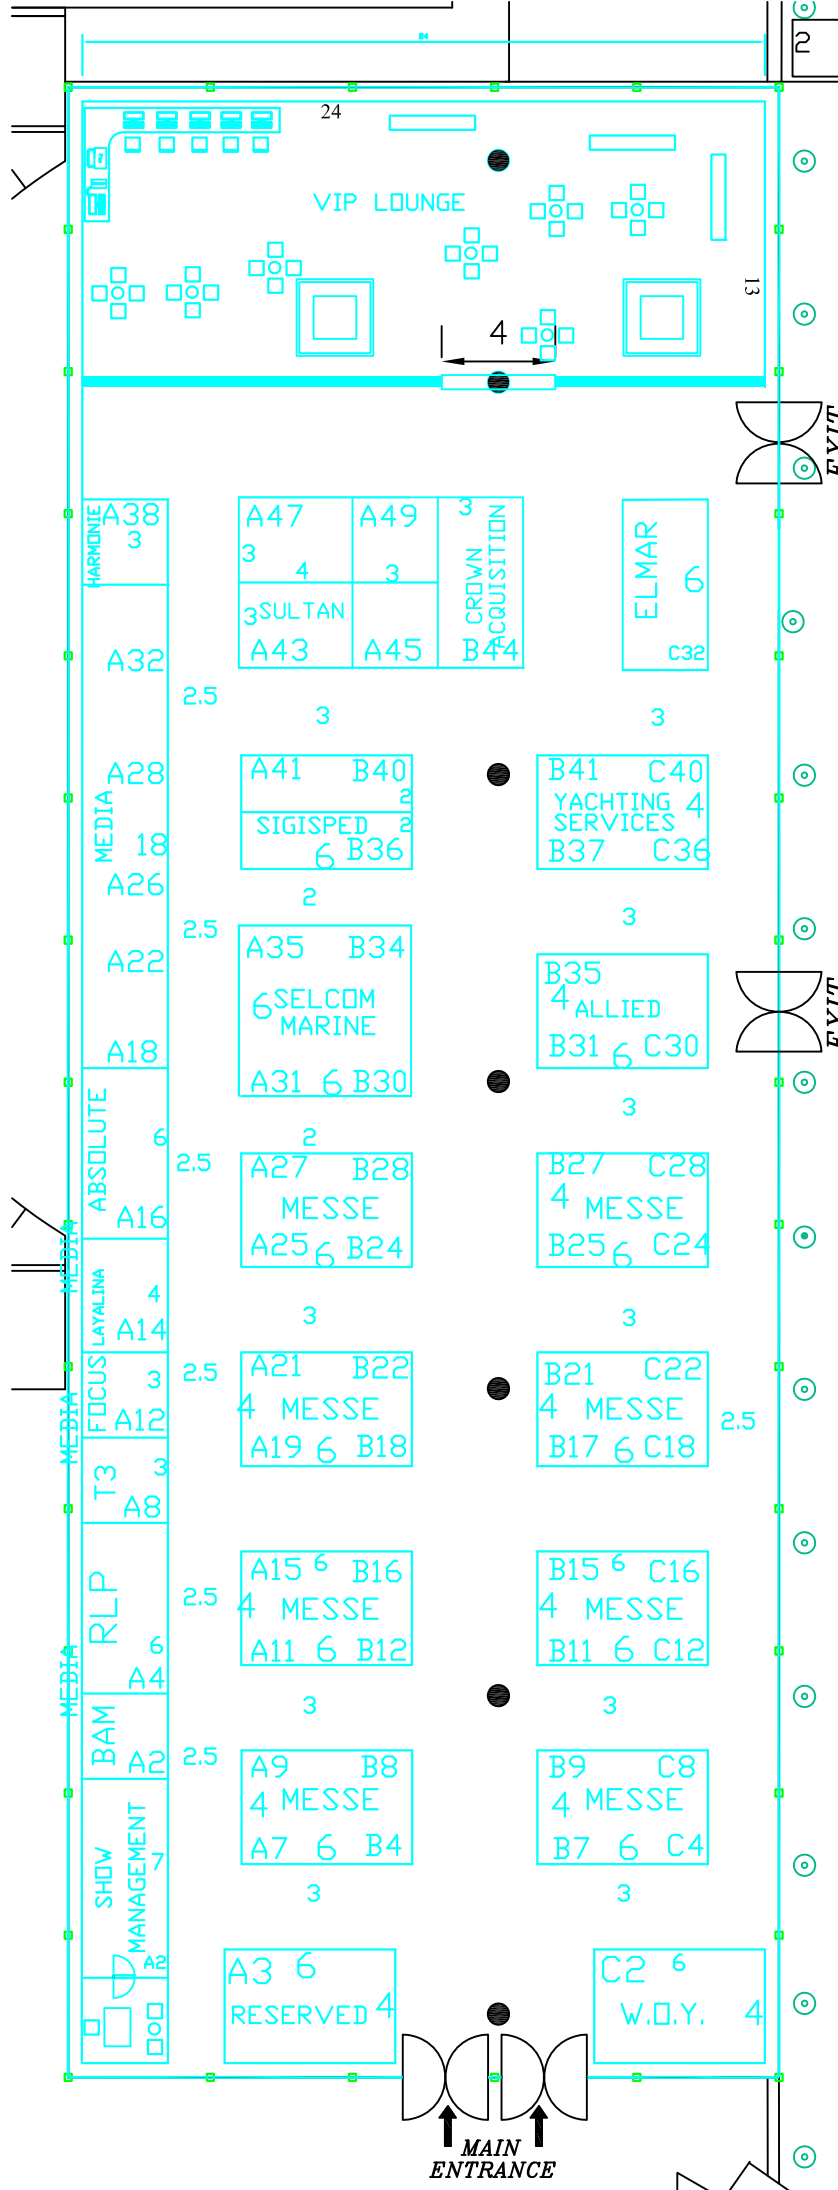 2
24
VIP LOUNGE
13
4
EXIT
A38
3
HARMONIE
A47
3
4
A49
3
3
CROWN
ACQUISITION
B44
3 SULTAN
A43
A45
ELMAR
6
C32
A32
2.5
3
3
A28
MEDIA
18
A26
A22
A18
A41 B40
2
SIGISPED 2
6 B36
B41 C40
YACHTING 4
SERVICES
B37 C36
2
2.5
3
A35 B34
6 SELCOM
MARINE
A31 6 B30
B35
4 ALLIED
B31 6 C30
EXIT
ABSOLUTE
6
A16
2
3
2.5
A27 B28
MESSE
A25 6 B24
B27 C28
4 MESSE
B25 6 C24
MEDIA
LAYALINA
4
A14
3
3
FOCUS
3
A12
2.5
A21 B22
4 MESSE
A19 6 B18
B21 C22
4 MESSE
B17 6 C18
2.5
MEDIA
T3
3
A8
RLP
6
A4
2.5
A15 6 B16
4 MESSE
A11 6 B12
B15 6 C16
4 MESSE
B11 6 C12
MEDIA
3
3
BAM
A2
2.5
A9 B8
4 MESSE
A7 6 B4
B9 C8
4 MESSE
B7 6 C4
SHOW
MANAGEMENT
7
A2
3
3
A3 6
RESERVED 4
C2 6
W.O.Y. 4
MAIN
ENTRANCE